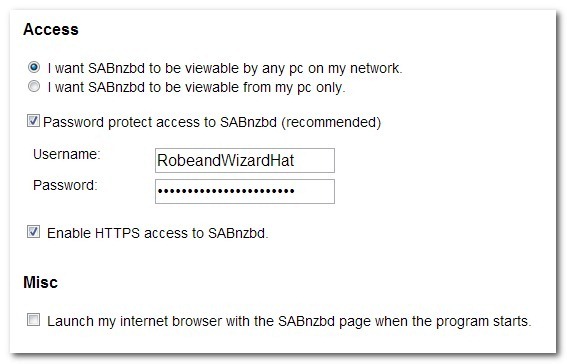 Access
I want SABnzbd to be viewable by any pc on my network.
I want SABnzbd to be viewable from my pc only.
Password protect access to SABnzbd (recommended)
Username: RobeandWizardHat
Password: •••••••••••••••••••••••
Enable HTTPS access to SABnzbd.
Misc
Launch my internet browser with the SABnzbd page when the program starts.